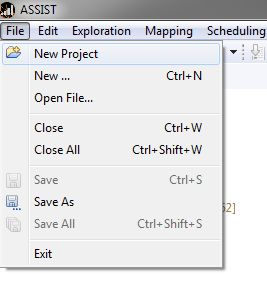 ASSIST
File Edit Exploration Mapping Scheduling
New Project
New ... Ctrl+N
Open File...
Close Ctrl+W
Close All Ctrl+Shift+W
Save Ctrl+S
Save As
Save All Ctrl+Shift+S
Exit